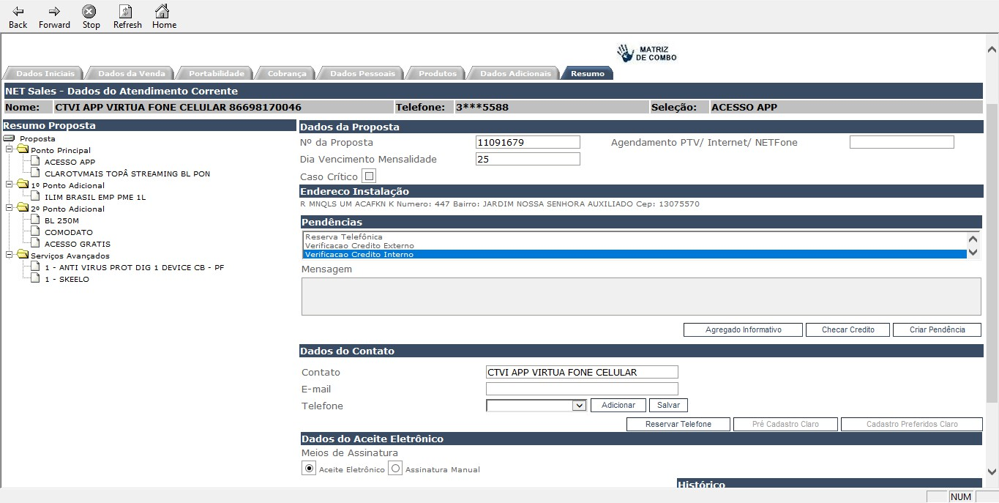 Back Forward Stop Refresh Home
MATRIZ
DE COMBO
Dados Iniciais Dados da Venda Portabilidade Cobrança Dados Pessoais Produtos Dados Adicionais Resumo
NET Sales - Dados do Atendimento Corrente
Nome: CTVI APP VIRTUA FONE CELULAR 86698170046 Telefone: 3***5588 Seleção: ACESSO APP
Resumo Proposta
Proposta
Ponto Principal
ACESSO APP
CLAROTVMAIS TOPÂ STREAMING BL PON
1º Ponto Adicional
ILIM BRASIL EMP PME 1L
2º Ponto Adicional
BL 250M
COMODATO
ACESSO GRATIS
Serviços Avançados
1 - ANTI VIRUS PROT DIG 1 DEVICE CB - PF
1 - SKEELO
Dados da Proposta
Nº da Proposta 11091679 Agendamento PTV/ Internet/ NETFone
Dia Vencimento Mensalidade 25
Caso Crítico
Endereco Instalação
R MNQLS UM ACAFKN K Numero: 447 Bairro: JARDIM NOSSA SENHORA AUXILIADO Cep: 13075570
Pendências
Reserva Telefônica
Verificacao Credito Externo
Verificacao Credito Interno
Mensagem
Agregado Informativo Checar Credito Criar Pendência
Dados do Contato
Contato CTVI APP VIRTUA FONE CELULAR
E-mail
Telefone Adicionar Salvar
Reservar Telefone Pré Cadastro Claro Cadastro Preferidos Claro
Dados do Aceite Eletrônico
Meios de Assinatura
Aceite Eletrônico Assinatura Manual
Histórico
NUM